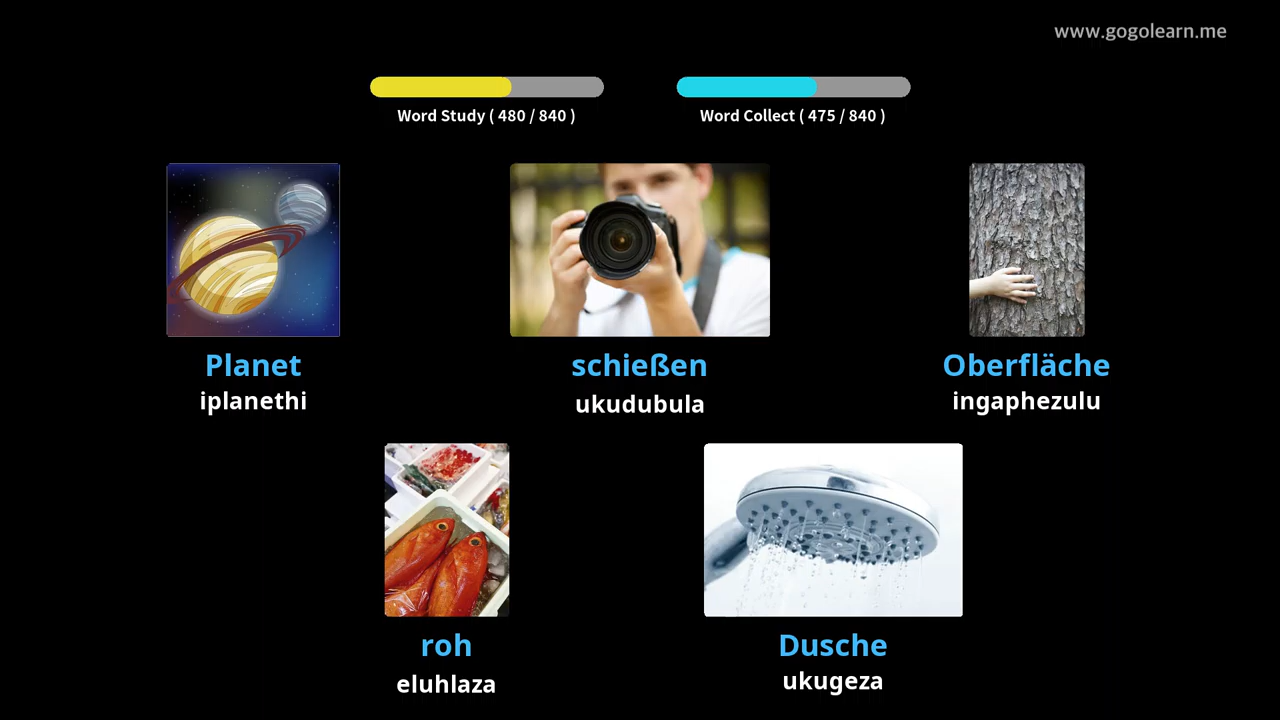 www.gogolearn.me
Word Study ( 480 / 840 )
Word Collect ( 475 / 840 )
Planet
iplanethi
schießen
ukudubula
Oberfläche
ingaphezulu
roh
eluhlaza
Dusche
ukugeza